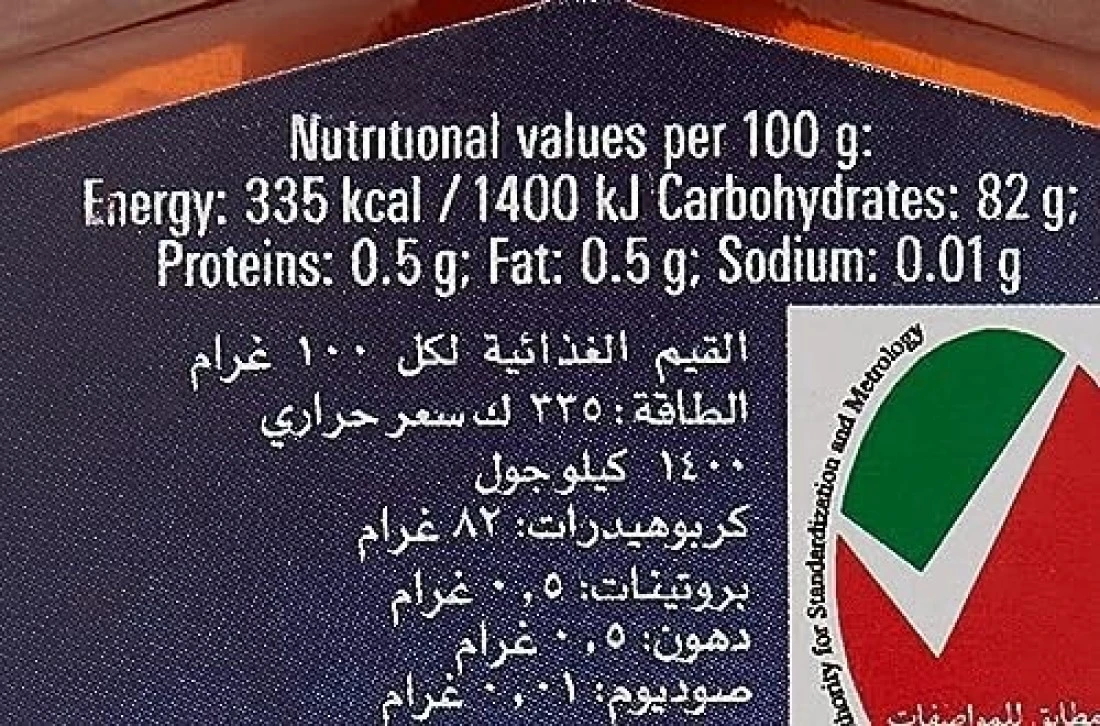 Nutritional values per 100 g:
Energy: 335 kcal / 1400 kJ Carbohydrates: 82 g;
Proteins: 0.5 g; Fat: 0.5 g; Sodium: 0.01 g
القيم الغذائية لكل ١٠٠ غرام
الطاقة: ٣٣٥ ك سعر حراري
١٤٠٠ كيلو جول
كربوهيدرات: ٨٢ غرام
بروتينات: ٠,٥ غرام
دهون: ٠,٥ غرام
صوديوم: ٠,٠١ غرام
for Standardization and Metrology
للمواصفات